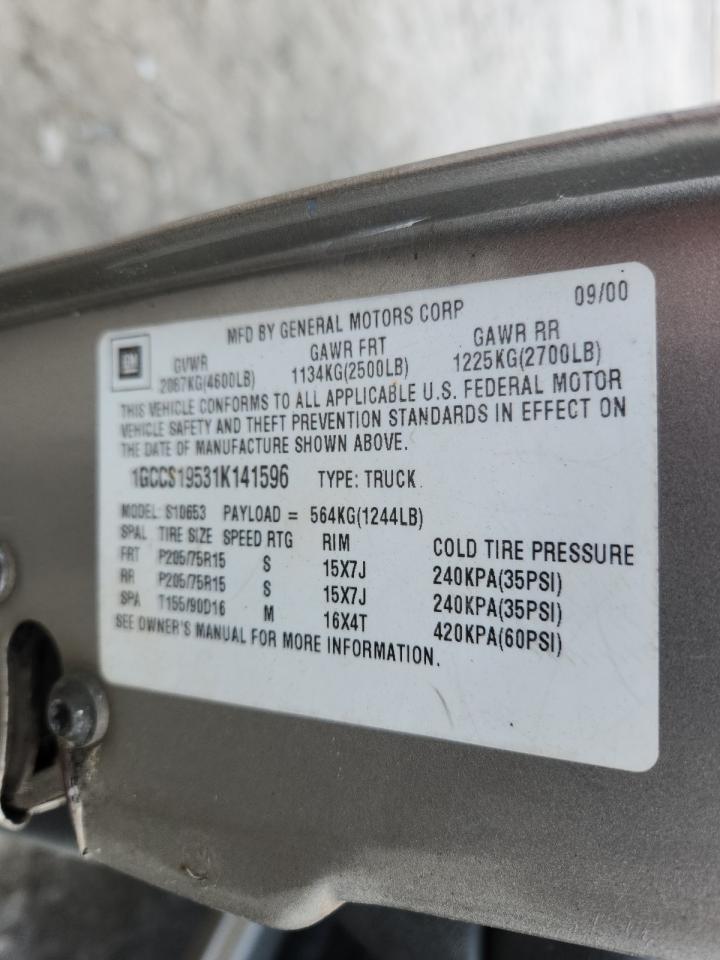 MFD BY GENERAL MOTORS CORP 09/00
GM GVWR GAWR FRT GAWR RR
2087KG(4600LB) 1134KG(2500LB) 1225KG(2700LB)
THIS VEHICLE CONFORMS TO ALL APPLICABLE U.S. FEDERAL MOTOR
VEHICLE SAFETY AND THEFT PREVENTION STANDARDS IN EFFECT ON
THE DATE OF MANUFACTURE SHOWN ABOVE.
1GCCS19531K141596 TYPE: TRUCK
MODEL: S10653 PAYLOAD = 564KG(1244LB)
SPAL TIRE SIZE SPEED RTG RIM COLD TIRE PRESSURE
FRT P205/75R15 S 15X7J 240KPA(35PSI)
RR P205/75R15 S 15X7J 240KPA(35PSI)
SPA T155/90D16 M 16X4T 420KPA(60PSI)
SEE OWNER'S MANUAL FOR MORE INFORMATION.